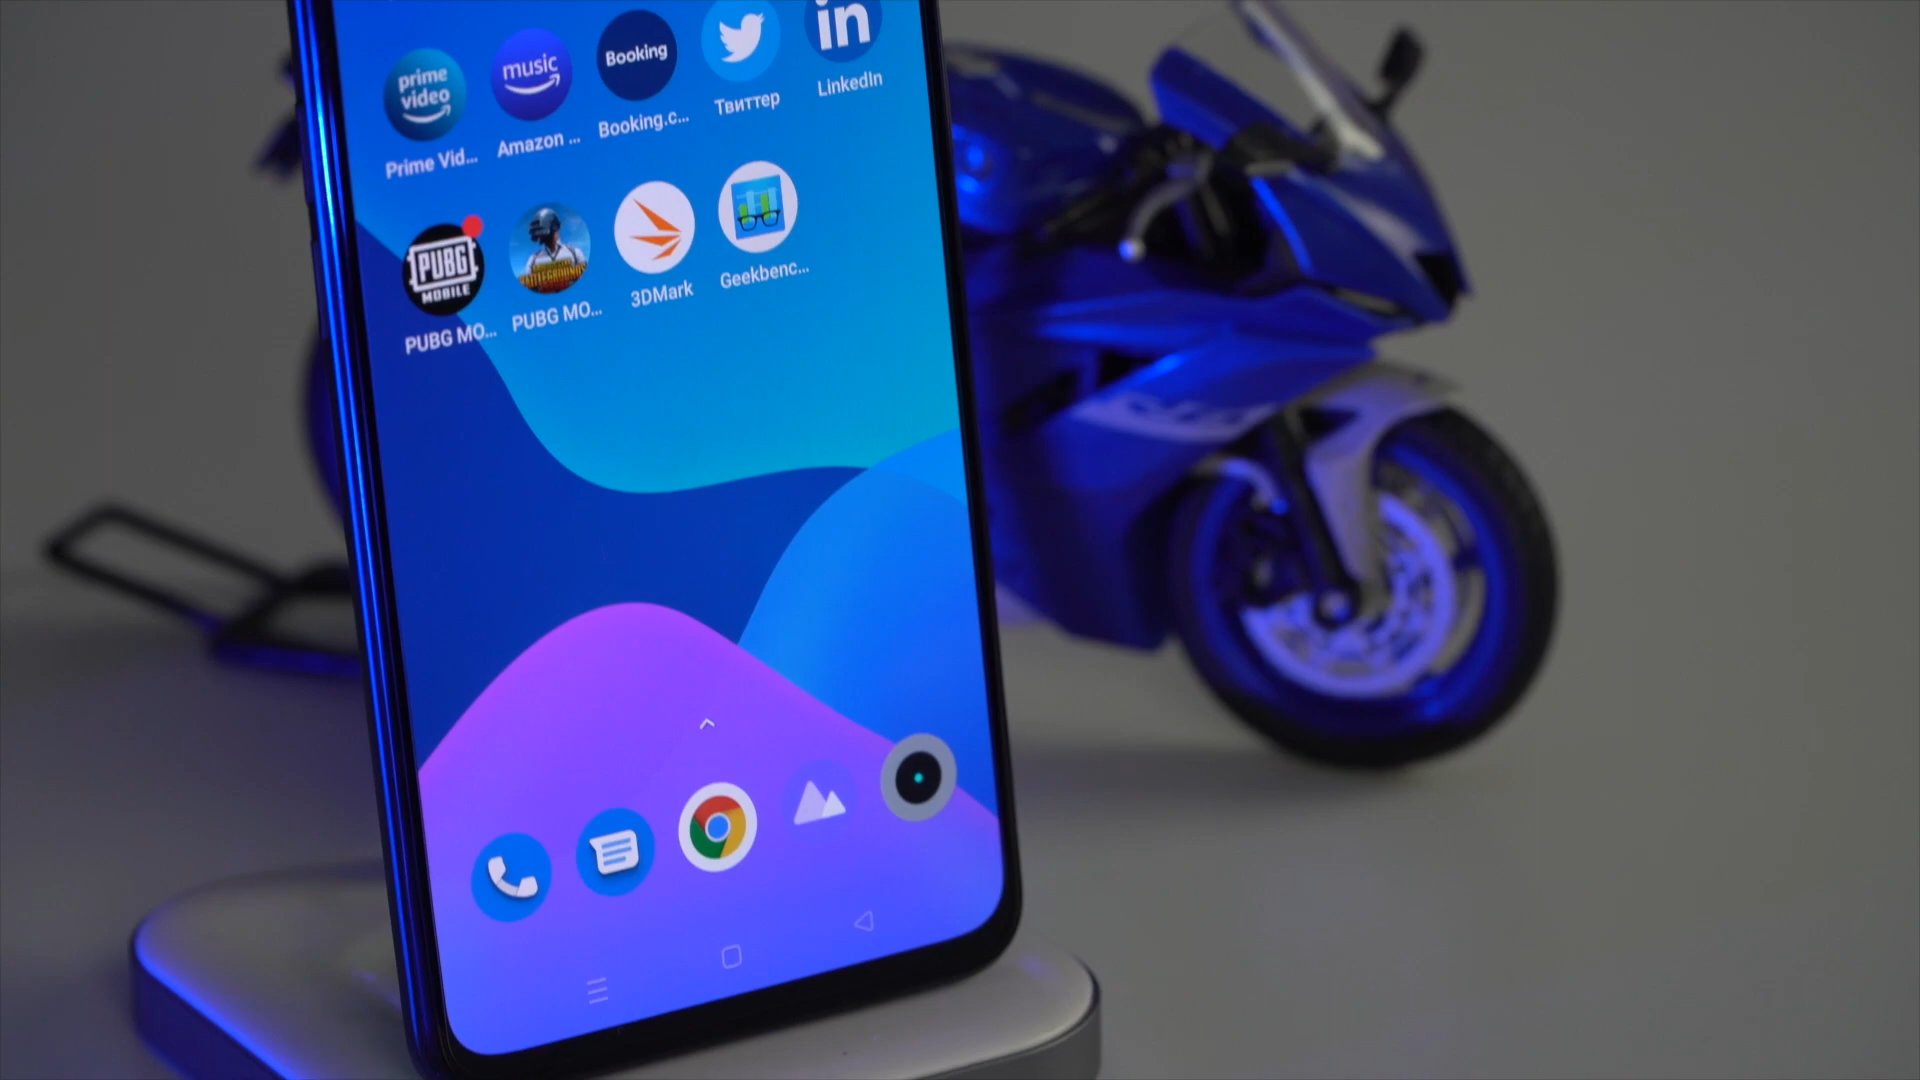 prime
video
music
Booking
in
Prime Vid...
Amazon ...
Booking.c...
Твиттер
LinkedIn
PUBG
MOBILE
BATTLEGROUNDS
PUBG MO...
PUBG MO...
3DMark
Geekbenc...